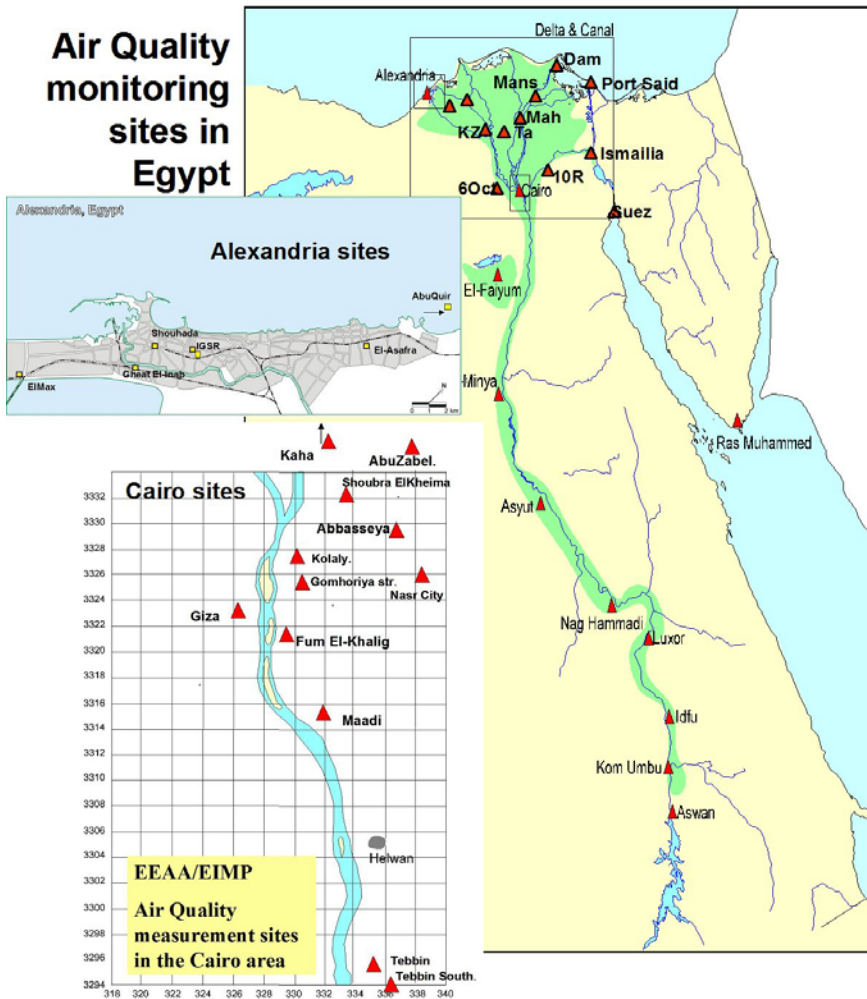 Air Quality
monitoring
sites in
Egypt
Delta & Canal
Alexandria
Dam
Port Said
Mans
Mah
KZ
Ta
Ismailia
10R
6Oct
Cairo
Suez
El-Faiyum
Minya
Ras Muhammed
Asyut
Nag Hammadi
Luxor
Idfu
Kom Umbu
Aswan
Alexandria, Egypt
Alexandria sites
AbuQuir
Shouhada
IGSR
El-Asafra
Gheat El-inab
ElMax
N
0 1 2 km
Kaha
AbuZabel.
Cairo sites
Shoubra ElKheima
Abbasseya
Kolaly.
Gomhoriya str.
Nasr City
Giza
Fum El-Khalig
Maadi
Helwan
Tebbin
Tebbin South.
EEAA/EIMP
Air Quality
measurement sites
in the Cairo area
3332
3330
3328
3326
3324
3322
3320
3318
3316
3314
3312
3310
3308
3306
3304
3302
3300
3298
3296
3294
318 320 322 324 326 328 330 332 334 336 338 340